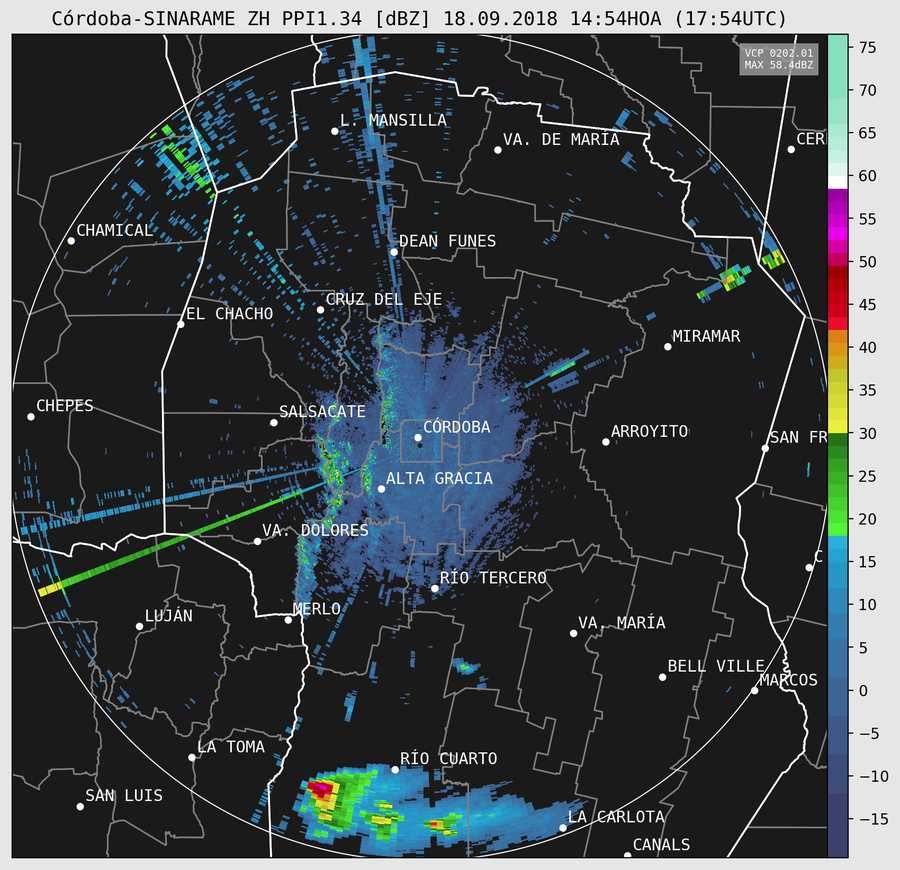 Córdoba-SINARAME ZH PPI1.34 [dBZ] 18.09.2018 14:54HOA (17:54UTC)
VCP 0202.01
MAX 58.4dBZ
L. MANSILLA
VA. DE MARÍA
CER
CHAMICAL
DEAN FUNES
CRUZ DEL EJE
EL CHACHO
MIRAMAR
CHEPES
SALSACATE
CÓRDOBA
ARROYITO
SAN FR
ALTA GRACIA
VA. DOLORES
C
RÍO TERCERO
MERLO
LUJÁN
VA. MARÍA
BELL VILLE
MARCOS
LA TOMA
RÍO CUARTO
SAN LUIS
LA CARLOTA
CANALS
75
70
65
60
55
50
45
40
35
30
25
20
15
10
5
0
−5
−10
−15